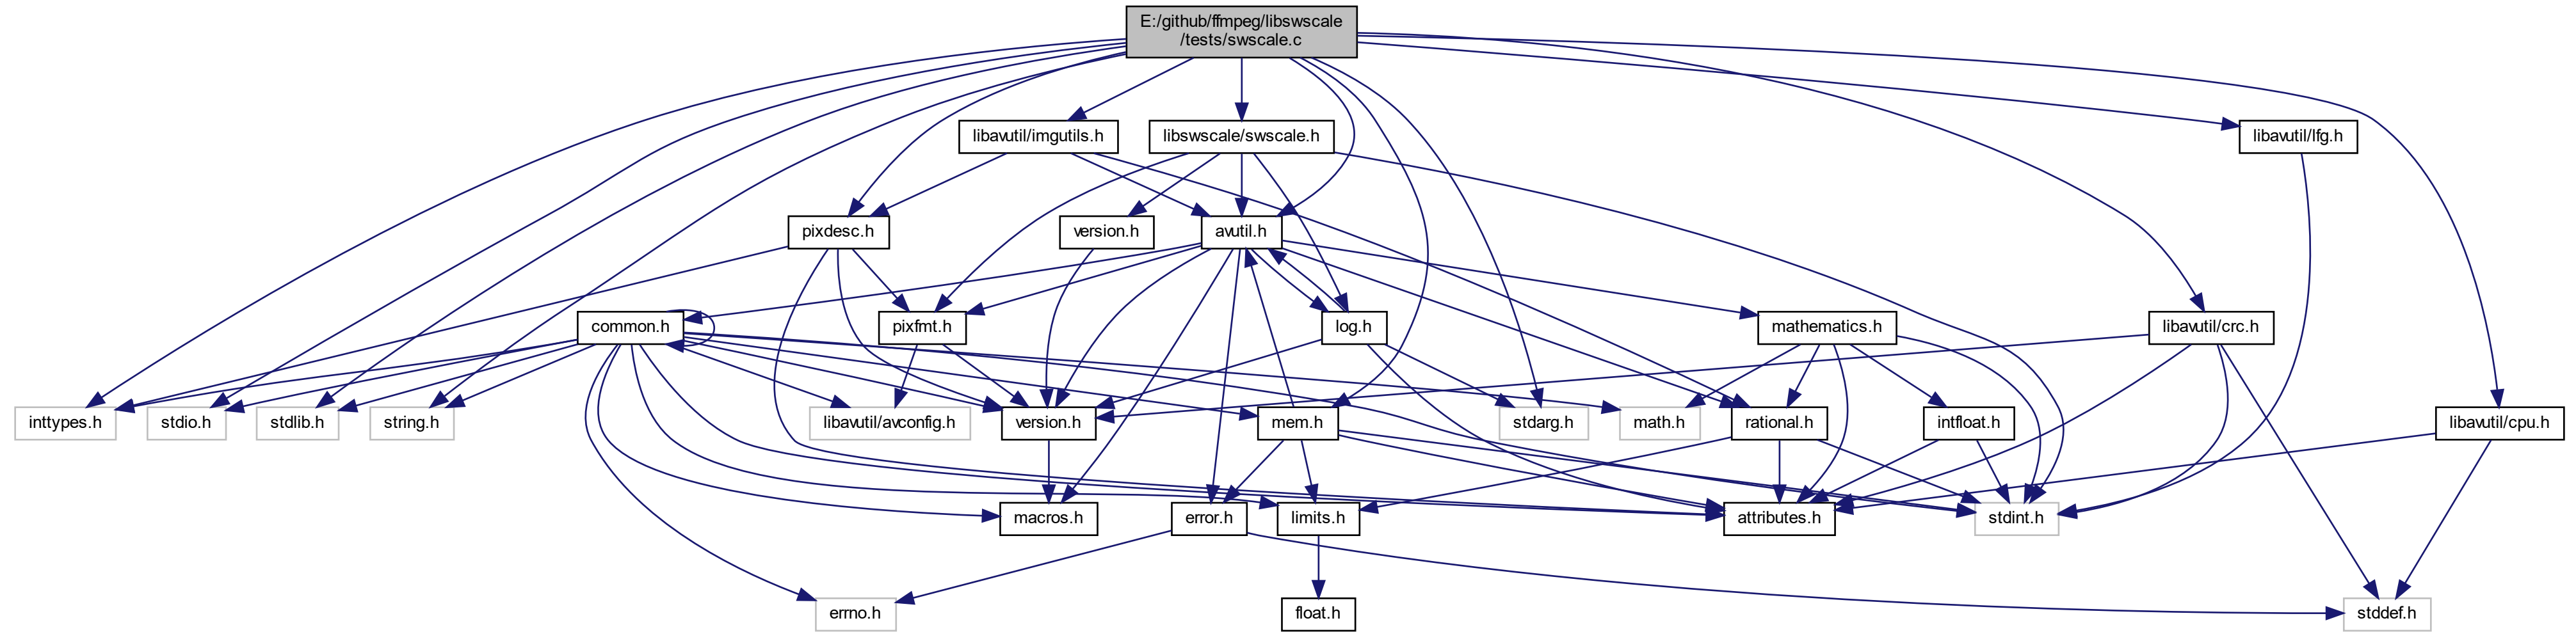 E:/github/ffmpeg/libswscale
/tests/swscale.c
libavutil/imgutils.h
libswscale/swscale.h
libavutil/lfg.h
pixdesc.h
version.h
avutil.h
common.h
pixfmt.h
log.h
mathematics.h
libavutil/crc.h
inttypes.h
stdio.h
stdlib.h
string.h
libavutil/avconfig.h
version.h
mem.h
stdarg.h
math.h
rational.h
intfloat.h
libavutil/cpu.h
macros.h
error.h
limits.h
attributes.h
stdint.h
errno.h
float.h
stddef.h